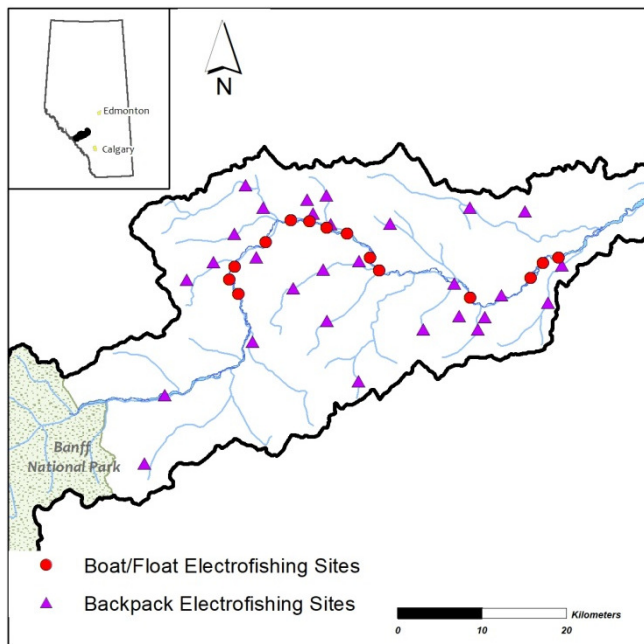 Edmonton
Calgary
N
Banff
National Park
Boat/Float Electrofishing Sites
Backpack Electrofishing Sites
Kilometers
0 10 20